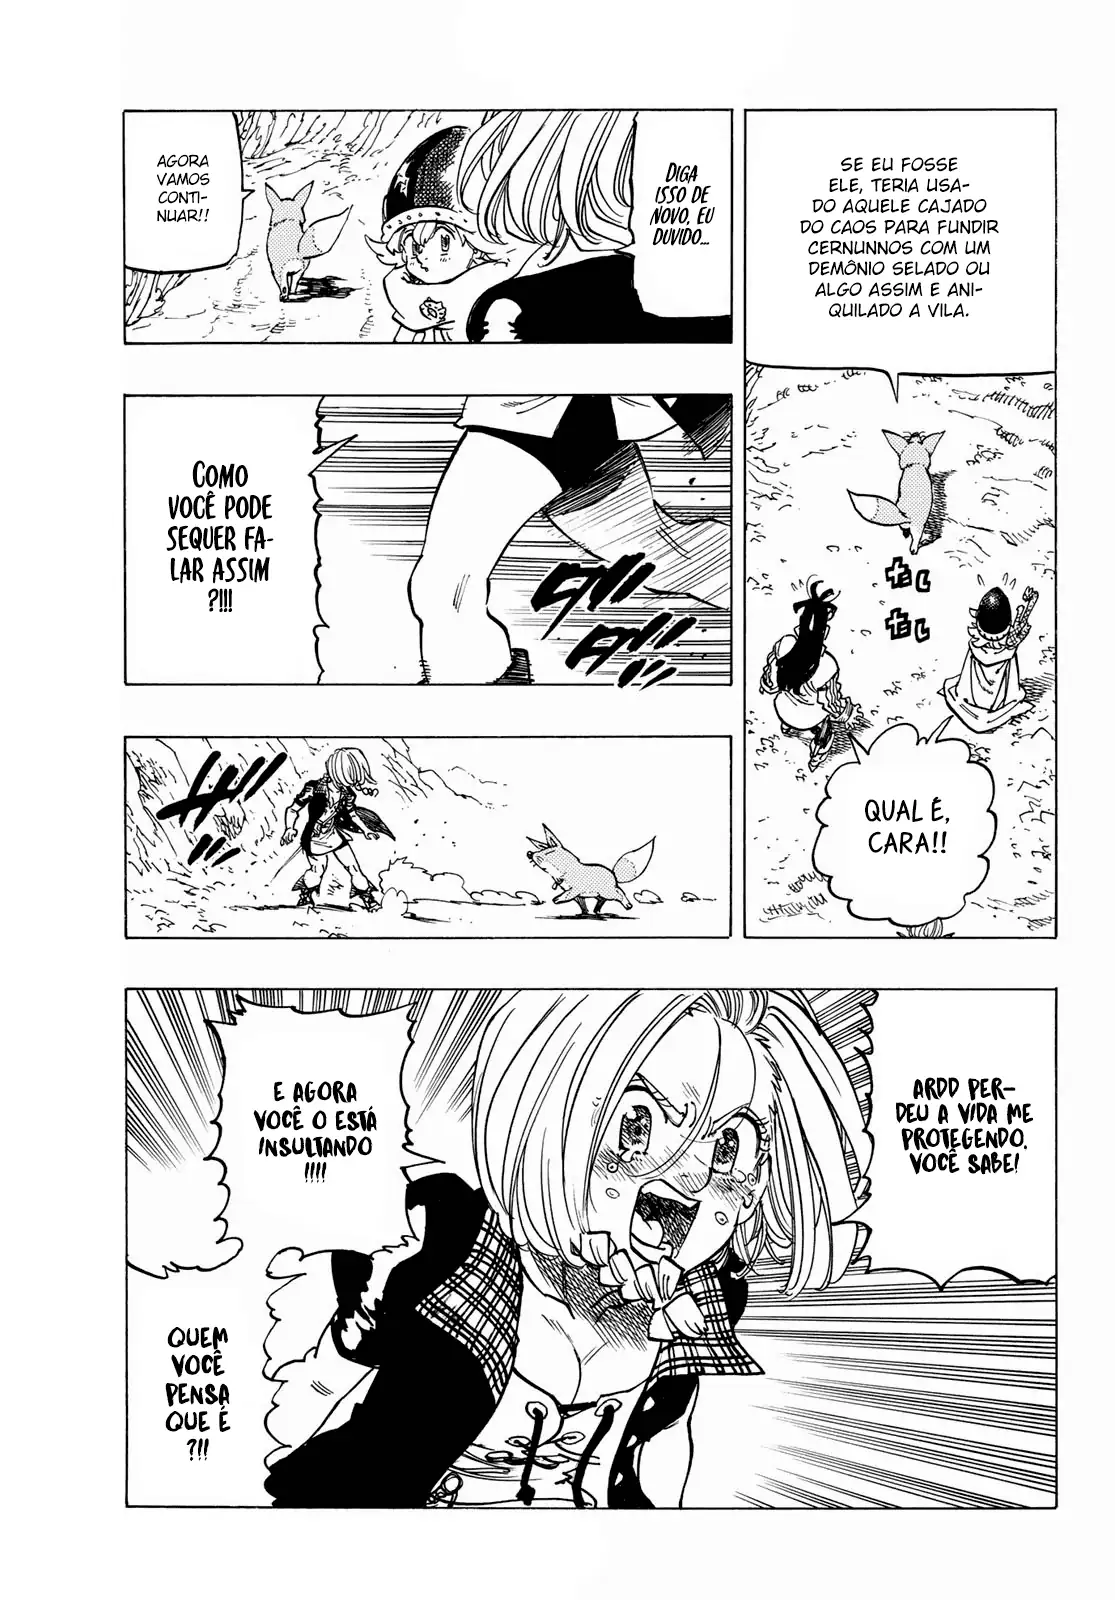 SE EU FOSSE
ELE, TERIA USA-
DO AQUELE CAJADO
DO CAOS PARA FUNDIR
CERNUNNOS COM UM
DEMÔNIO SELADO OU
ALGO ASSIM E ANI-
QUILADO A VILA.
QUAL É,
CARA!!
DIGA
ISSO DE
NOVO, EU
DUVIDO...
AGORA
VAMOS
CONTI-
NUAR!!
COMO
VOCÊ PODE
SEQUER FA-
LAR ASSIM
?!!!
ARDD PER-
DEU A VIDA ME
PROTEGENDO,
VOCÊ SABE!
E AGORA
VOCÊ O ESTÁ
INSULTANDO
!!!!
QUEM
VOCÊ
PENSA
QUE É
?!!